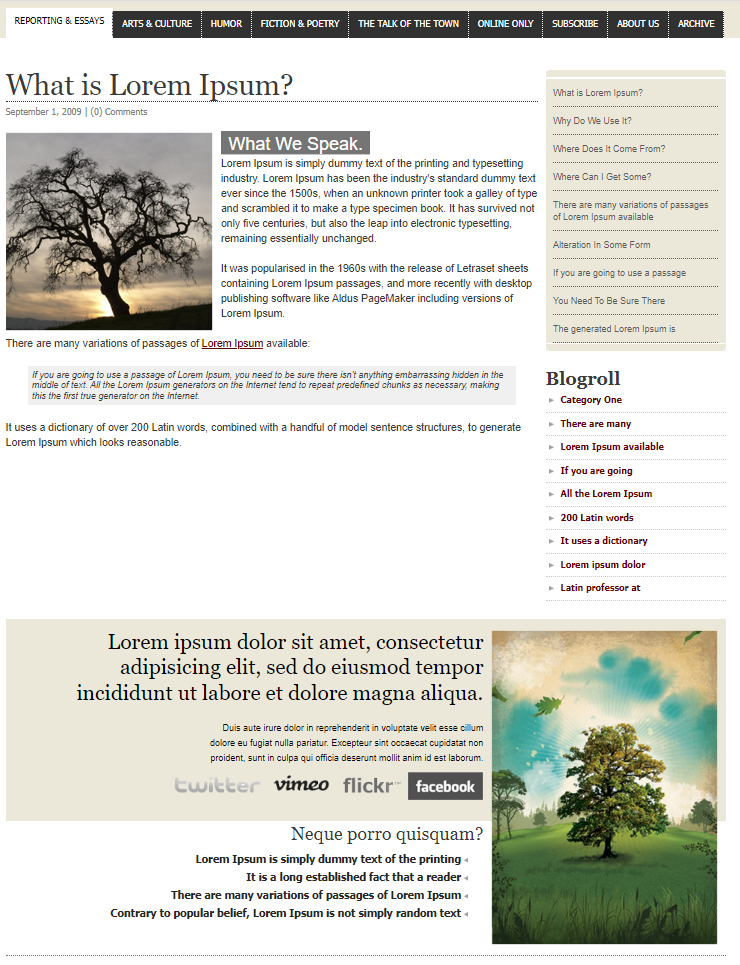 REPORTING & ESSAYS
ARTS & CULTURE
HUMOR
FICTION & POETRY
THE TALK OF THE TOWN
ONLINE ONLY
SUBSCRIBE
ABOUT US
ARCHIVE
What is Lorem Ipsum?
September 1, 2009 | (0) Comments
What We Speak.
Lorem Ipsum is simply dummy text of the printing and typesetting
industry. Lorem Ipsum has been the industry's standard dummy text
ever since the 1500s, when an unknown printer took a galley of type
and scrambled it to make a type specimen book. It has survived not
only five centuries, but also the leap into electronic typesetting,
remaining essentially unchanged.
It was popularised in the 1960s with the release of Letraset sheets
containing Lorem Ipsum passages, and more recently with desktop
publishing software like Aldus PageMaker including versions of
Lorem Ipsum.
There are many variations of passages of Lorem Ipsum available:
If you are going to use a passage of Lorem Ipsum, you need to be sure there isn't anything embarrassing hidden in the
middle of text. All the Lorem Ipsum generators on the Internet tend to repeat predefined chunks as necessary, making
this the first true generator on the Internet.
It uses a dictionary of over 200 Latin words, combined with a handful of model sentence structures, to generate
Lorem Ipsum which looks reasonable.
What is Lorem Ipsum?
Why Do We Use It?
Where Does It Come From?
Where Can I Get Some?
There are many variations of passages
of Lorem Ipsum available
Alteration In Some Form
If you are going to use a passage
You Need To Be Sure There
The generated Lorem Ipsum is
Blogroll
Category One
There are many
Lorem Ipsum available
If you are going
All the Lorem Ipsum
200 Latin words
It uses a dictionary
Lorem ipsum dolor
Latin professor at
Lorem ipsum dolor sit amet, consectetur
adipisicing elit, sed do eiusmod tempor
incididunt ut labore et dolore magna aliqua.
Duis aute irure dolor in reprehenderit in voluptate velit esse cillum
dolore eu fugiat nulla pariatur. Excepteur sint occaecat cupidatat non
proident, sunt in culpa qui officia deserunt mollit anim id est laborum.
twitter vimeo flickr facebook
Neque porro quisquam?
Lorem Ipsum is simply dummy text of the printing
It is a long established fact that a reader
There are many variations of passages of Lorem Ipsum
Contrary to popular belief, Lorem Ipsum is not simply random text